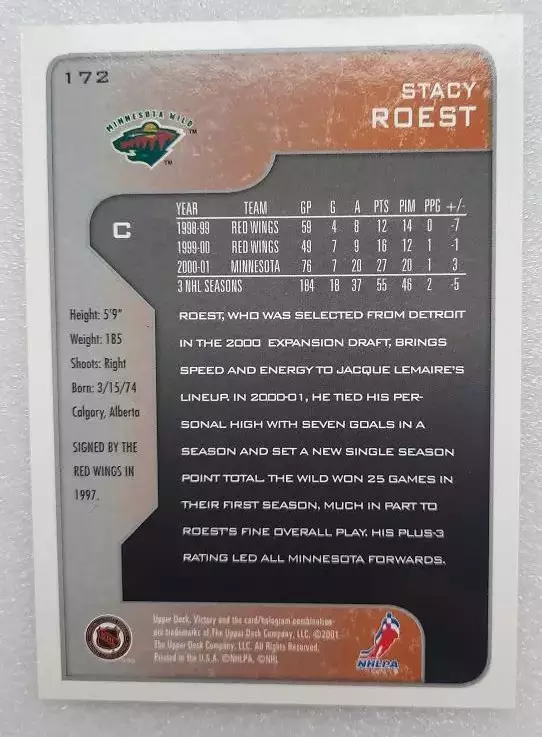 172
STACY
ROEST
MINNESOTA WILD TM
TM
C
YEAR TEAM GP G A PTS PIM PPG +/-
1998-99 RED WINGS 59 4 8 12 14 0 -7
1999-00 RED WINGS 49 7 9 16 12 1 -1
2000-01 MINNESOTA 76 7 20 27 20 1 3
3 NHL SEASONS 184 18 37 55 46 2 -5
Height: 5'9"
Weight: 185
Shoots: Right
Born: 3/15/74
Calgary, Alberta
SIGNED BY THE
RED WINGS IN
1997.
ROEST, WHO WAS SELECTED FROM DETROIT
IN THE 2000 EXPANSION DRAFT, BRINGS
SPEED AND ENERGY TO JACQUE LEMAIRE'S
LINEUP. IN 2000-01, HE TIED HIS PER-
SONAL HIGH WITH SEVEN GOALS IN A
SEASON AND SET A NEW SINGLE SEASON
POINT TOTAL. THE WILD WON 25 GAMES IN
THEIR FIRST SEASON, MUCH IN PART TO
ROEST'S FINE OVERALL PLAY. HIS PLUS-3
RATING LED ALL MINNESOTA FORWARDS.
Upper Deck, Victory and the card/hologram combination
are trademarks of The Upper Deck Company, LLC. ©2001
The Upper Deck Company, LLC. All Rights Reserved.
Printed in the U.S.A. ©NHLPA, ©NHL
NHL
NHLPA